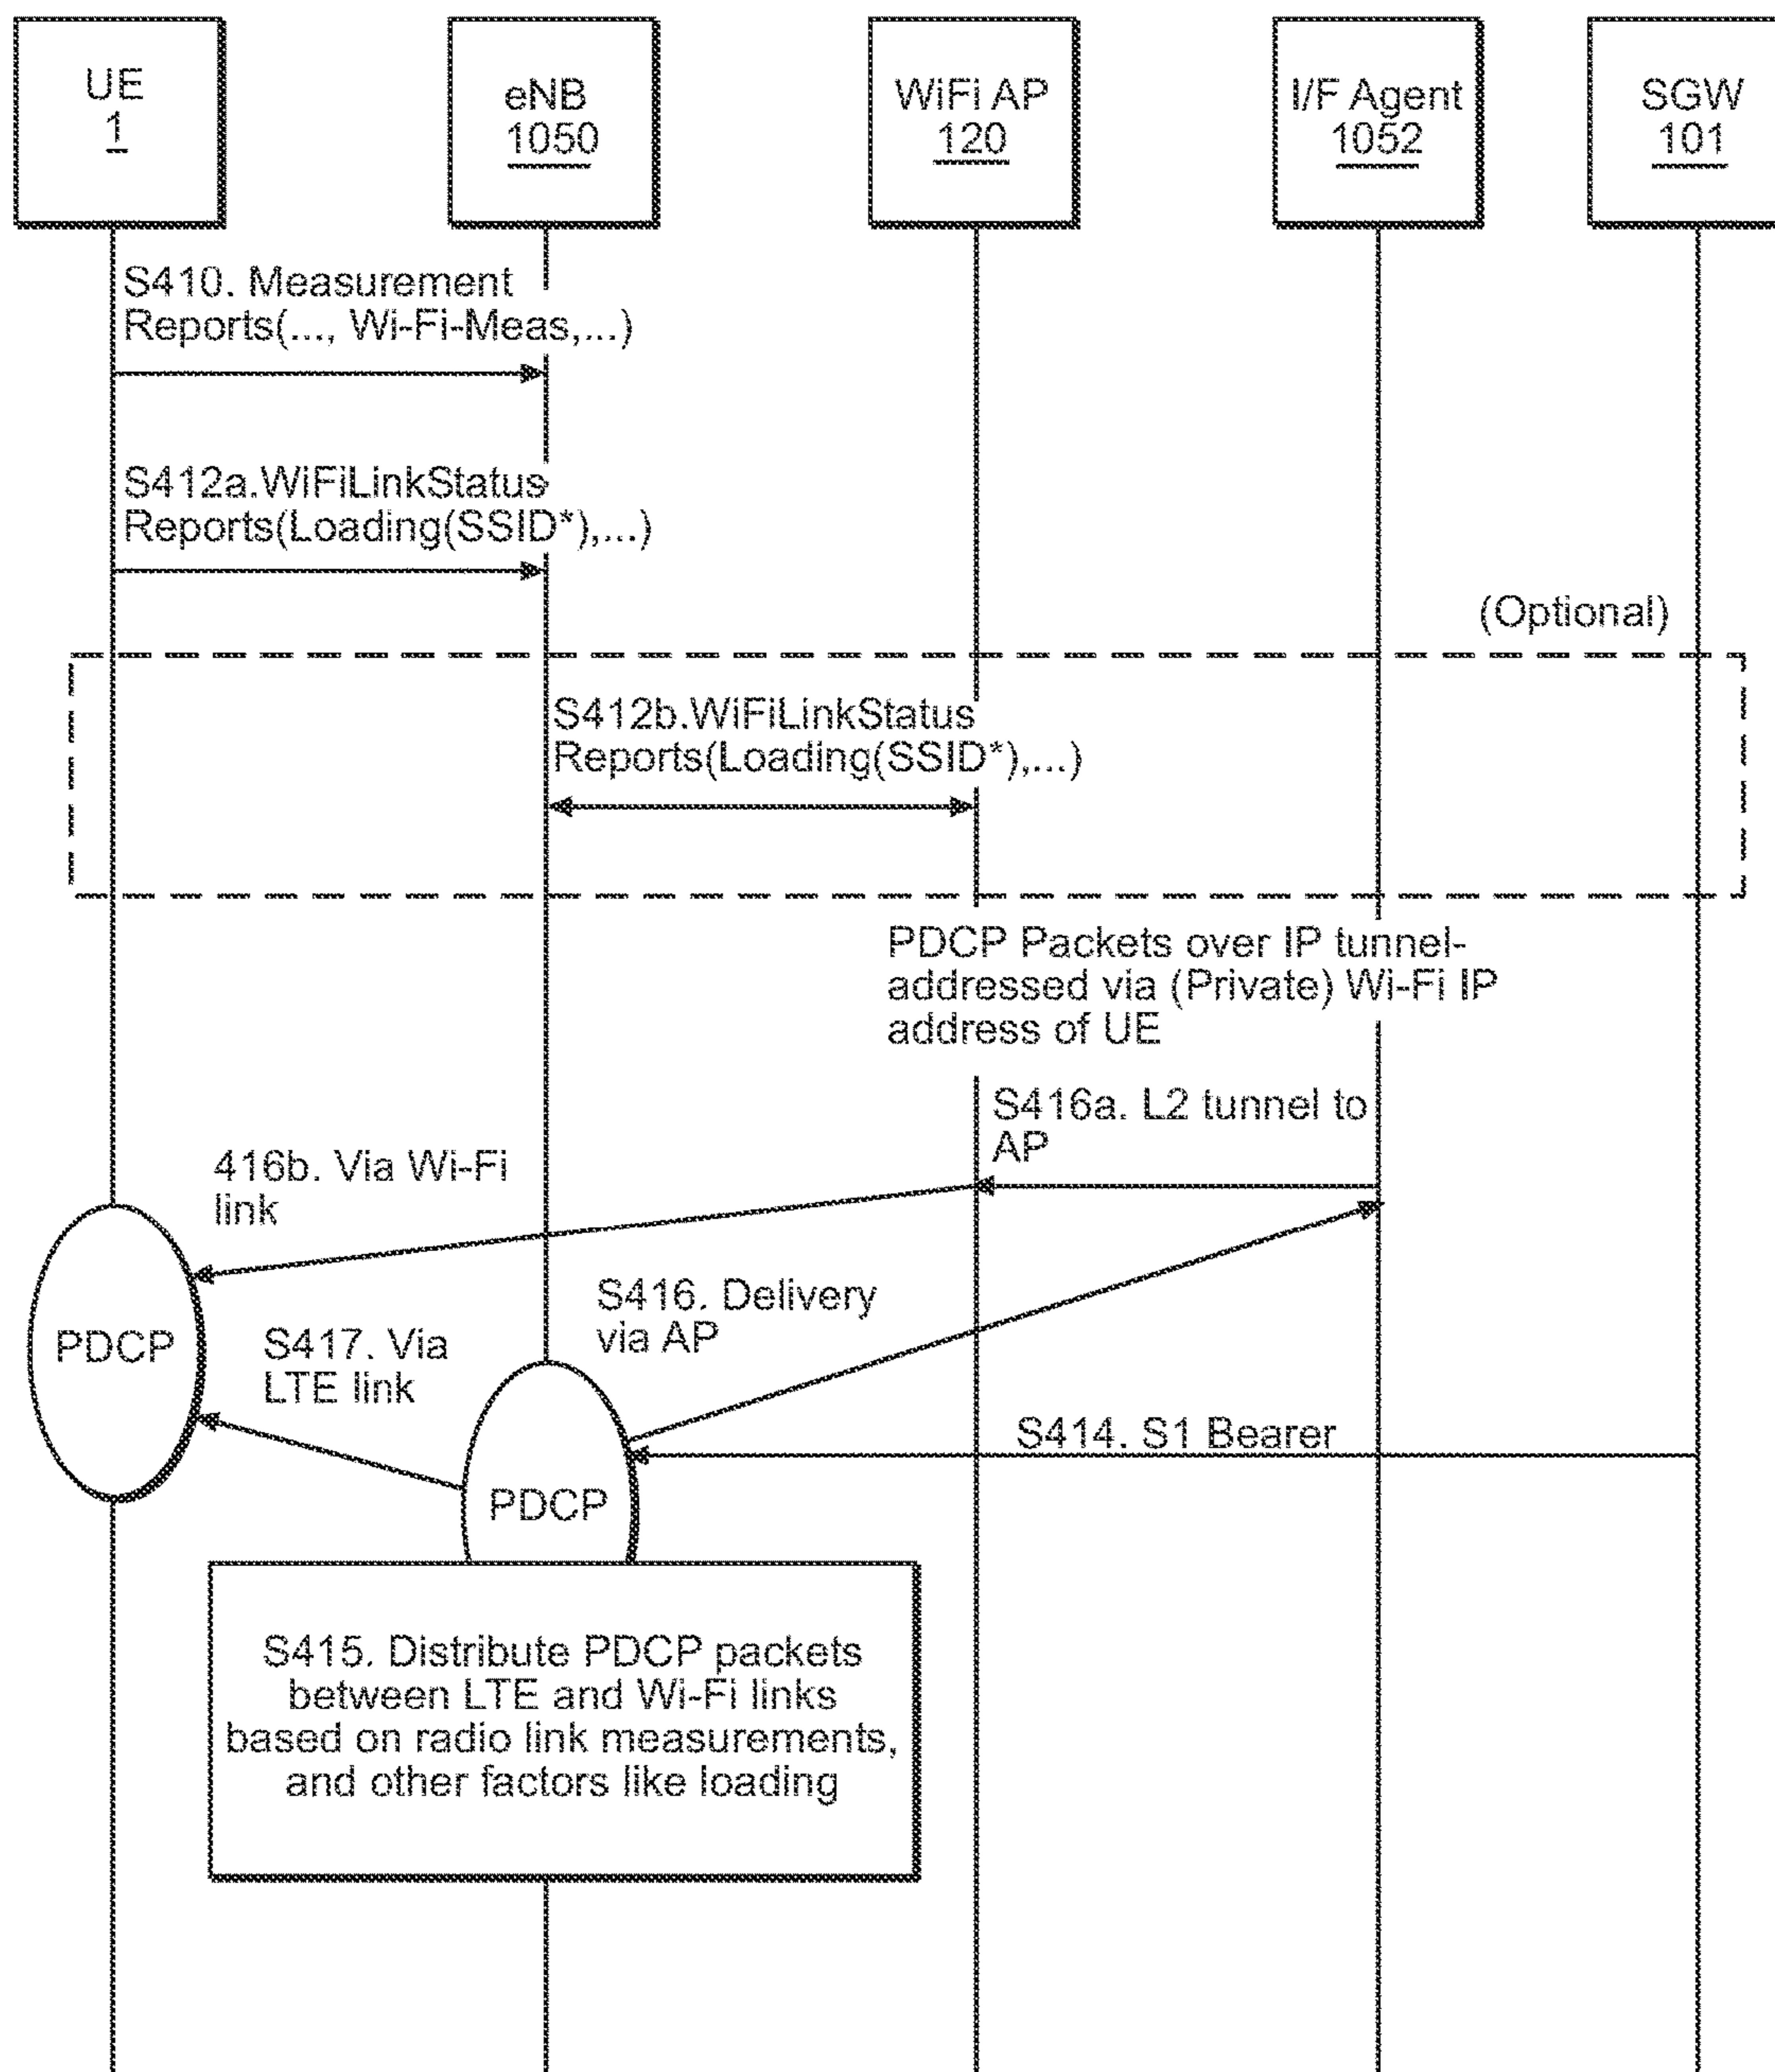 UE
1
eNB
1050
WiFi AP
120
I/F Agent
1052
SGW
101
S410. Measurement
Reports(..., Wi-Fi-Meas,...)
S412a.WiFiLinkStatus
Reports(Loading(SSID*),...)
(Optional)
S412b.WiFiLinkStatus
Reports(Loading(SSID*),...)
PDCP Packets over IP tunnel-
addressed via (Private) Wi-Fi IP
address of UE
S416a. L2 tunnel to
AP
416b. Via Wi-Fi
link
S416. Delivery
via AP
PDCP
S417. Via
LTE link
S414. S1 Bearer
PDCP
S415. Distribute PDCP packets
between LTE and Wi-Fi links
based on radio link measurements,
and other factors like loading